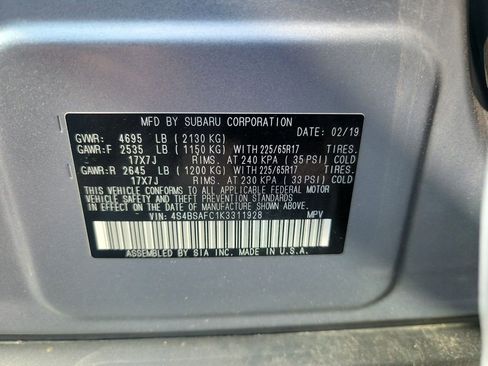 MFD BY SUBARU CORPORATION DATE: 02/19
GVWR: 4695 LB (2130 KG)
GAWR:F 2535 LB (1150 KG) WITH 225/65R17 TIRES.
17X7J RIMS. AT 240 KPA (35 PSI) COLD
GAWR:R 2645 LB (1200 KG) WITH 225/65R17 TIRES.
17X7J RIMS. AT 230 KPA (33 PSI) COLD
THIS VEHICLE CONFORMS TO ALL APPLICABLE FEDERAL MOTOR
VEHICLE SAFETY AND THEFT PREVENTION STANDARDS IN EFFECT
ON THE DATE OF MANUFACTURE SHOWN ABOVE.
VIN: 4S4BSAFC1K3311928 MPV
ASSEMBLED BY SIA INC. MADE IN U.S.A.